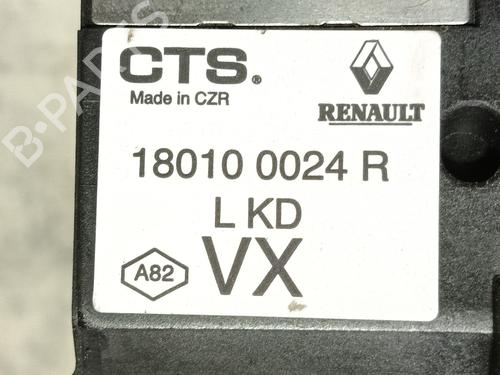 CTS®
Made in CZR
RENAULT
18010 0024 R
L KD
A82
VX
B-PARTS